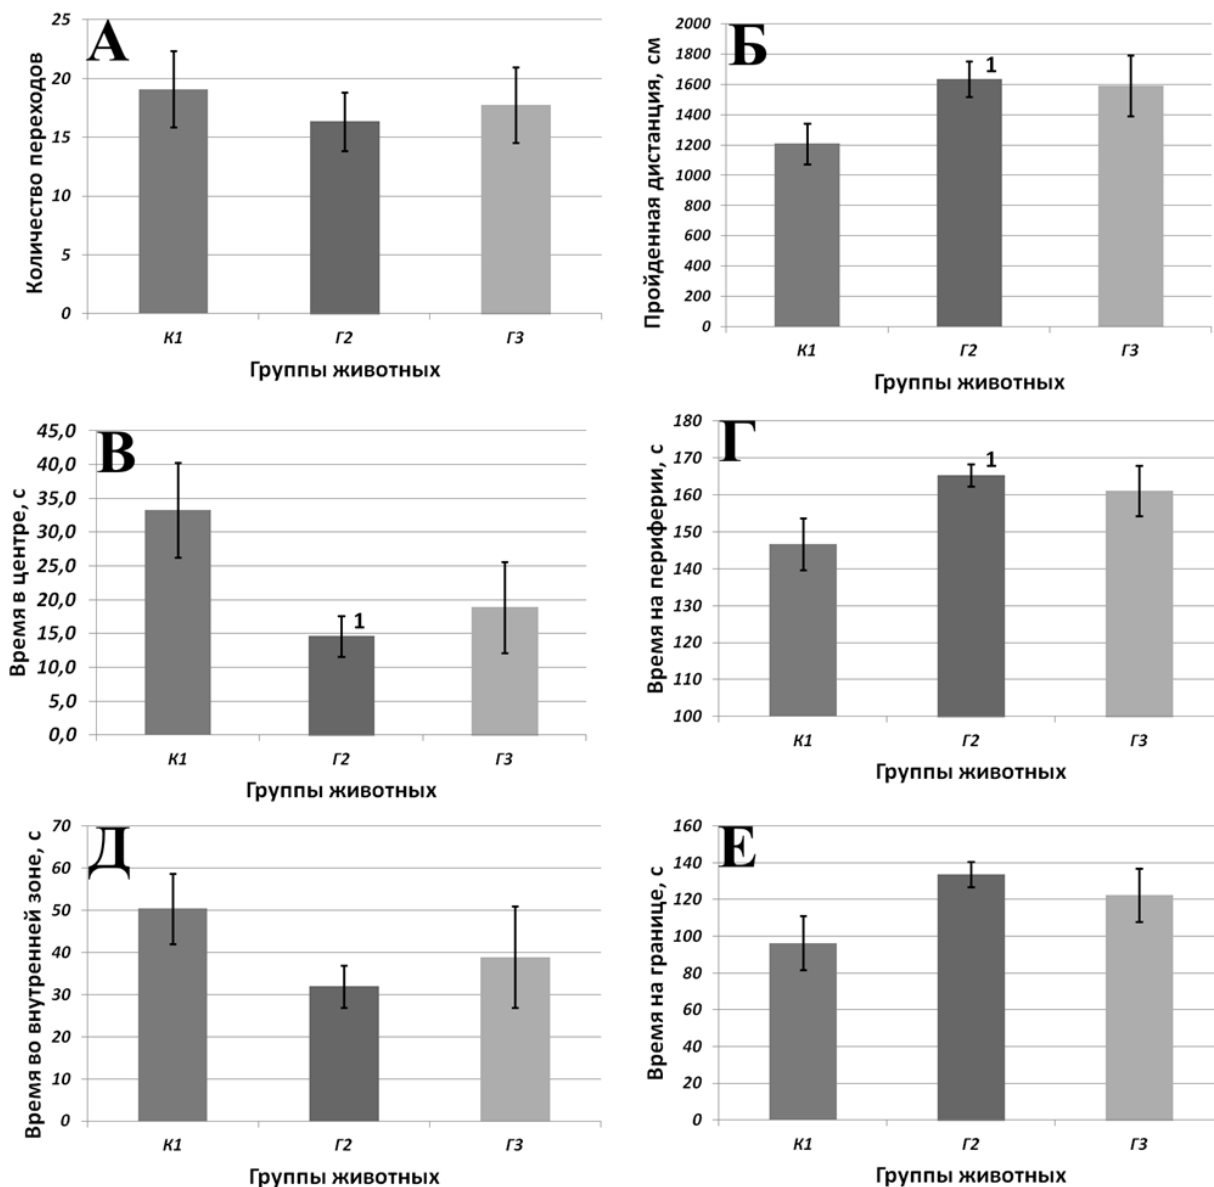 А
Количество переходов
25
20
15
10
5
0
К1 Г2 Г3
Группы животных
Б
Пройденная дистанция, см
2000
1800
1600
1400
1200
1000
800
600
400
200
0
1
К1 Г2 Г3
Группы животных
В
Время в центре, с
45,0
40,0
35,0
30,0
25,0
20,0
15,0
10,0
5,0
0,0
1
К1 Г2 Г3
Группы животных
Г
Время на периферии, с
180
170
160
150
140
130
120
110
100
1
К1 Г2 Г3
Группы животных
Д
Время во внутренней зоне, с
70
60
50
40
30
20
10
0
К1 Г2 Г3
Группы животных
Е
Время на границе, с
160
140
120
100
80
60
40
20
0
К1 Г2 Г3
Группы животных